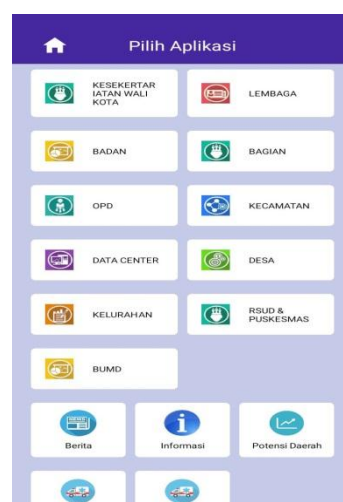 Pilih Aplikasi
KESEKERTAR
IATAN WALI
KOTA
LEMBAGA
BADAN
BAGIAN
OPD
KECAMATAN
DATA CENTER
DESA
KELURAHAN
RSUD &
PUSKESMAS
BUMD
Berita
Informasi
Potensi Daerah